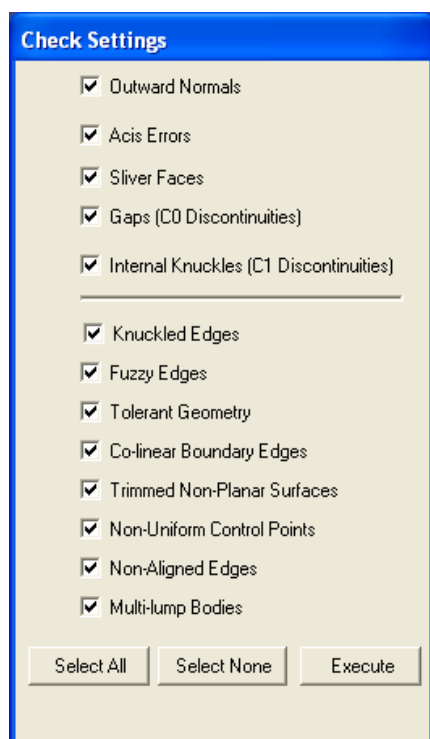 Check Settings
Outward Normals
Acis Errors
Sliver Faces
Gaps (C0 Discontinuities)
Internal Knuckles (C1 Discontinuities)
Knuckled Edges
Fuzzy Edges
Tolerant Geometry
Co-linear Boundary Edges
Trimmed Non-Planar Surfaces
Non-Uniform Control Points
Non-Aligned Edges
Multi-lump Bodies
Select All Select None Execute